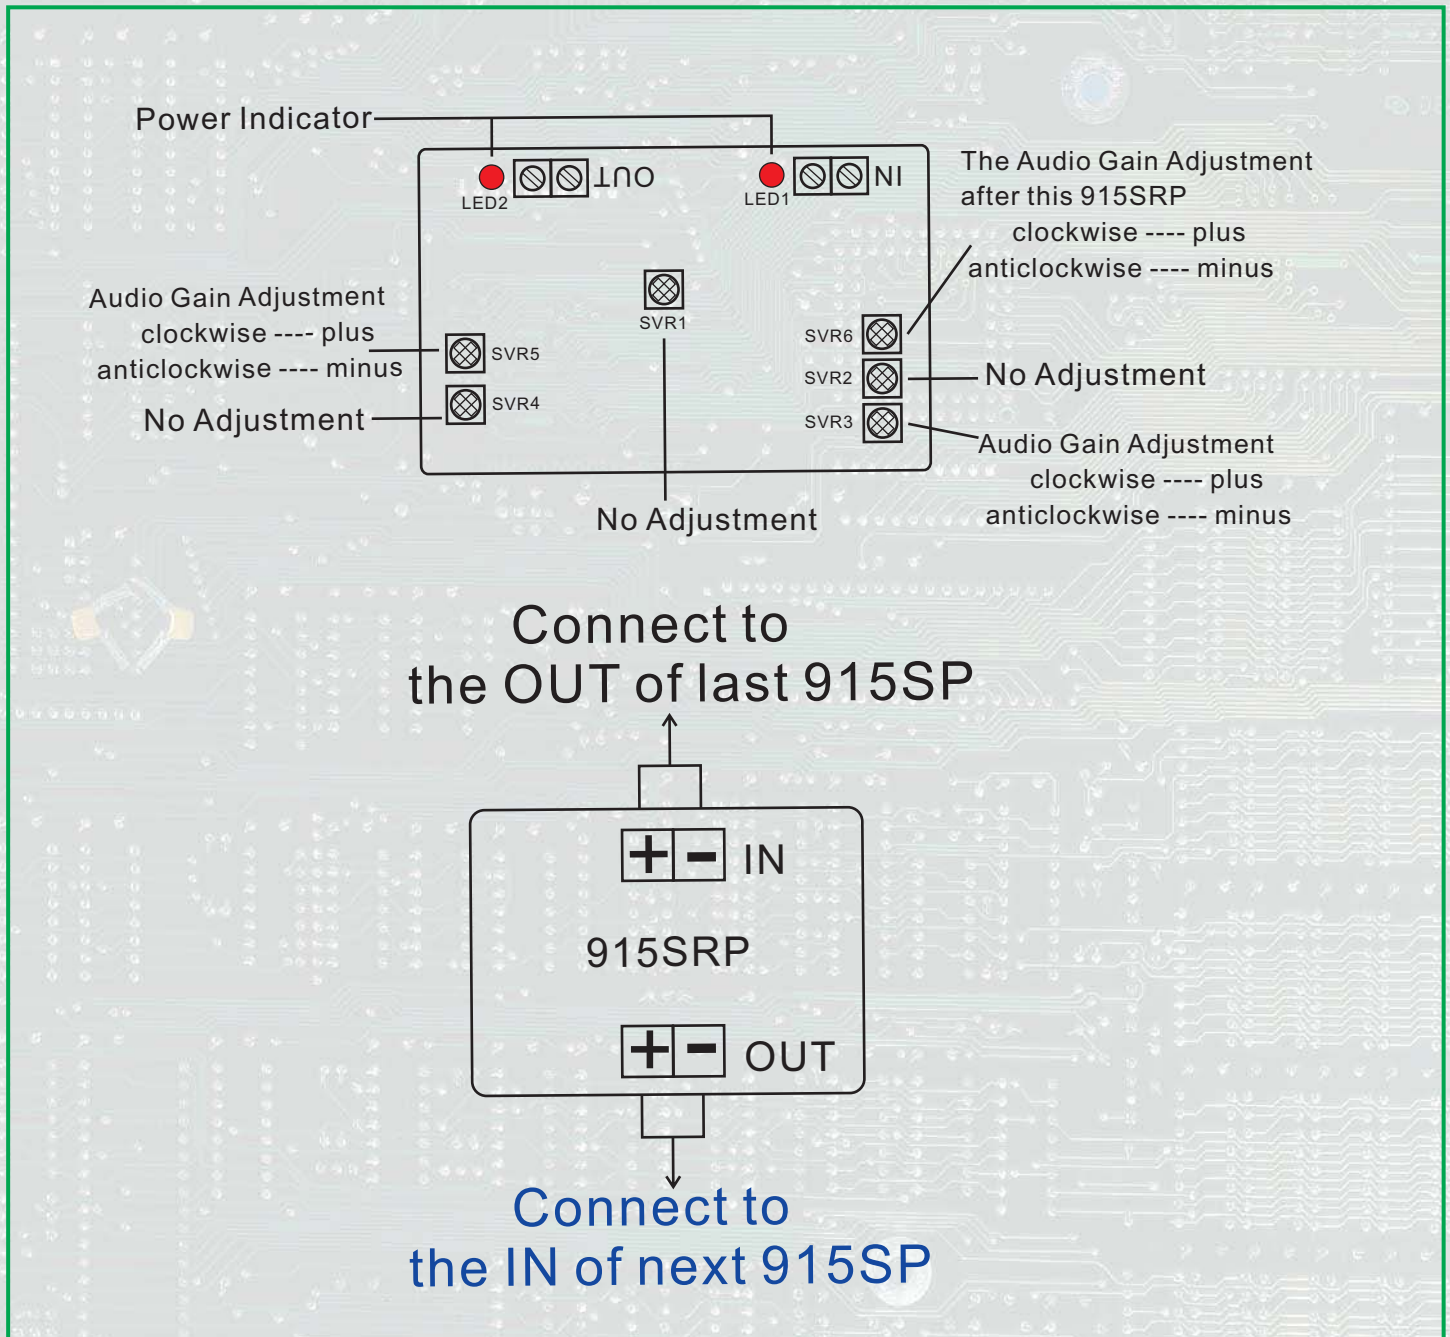 Power Indicator
LED2
OUT
LED1
IN
The Audio Gain Adjustment
after this 915SRP
clockwise ---- plus
anticlockwise ---- minus
Audio Gain Adjustment
clockwise ---- plus
anticlockwise ---- minus
SVR5
No Adjustment
SVR4
SVR1
No Adjustment
SVR6
SVR2
No Adjustment
SVR3
Audio Gain Adjustment
clockwise ---- plus
anticlockwise ---- minus
Connect to
the OUT of last 915SP
+ - IN
915SRP
+ - OUT
Connect to
the IN of next 915SP